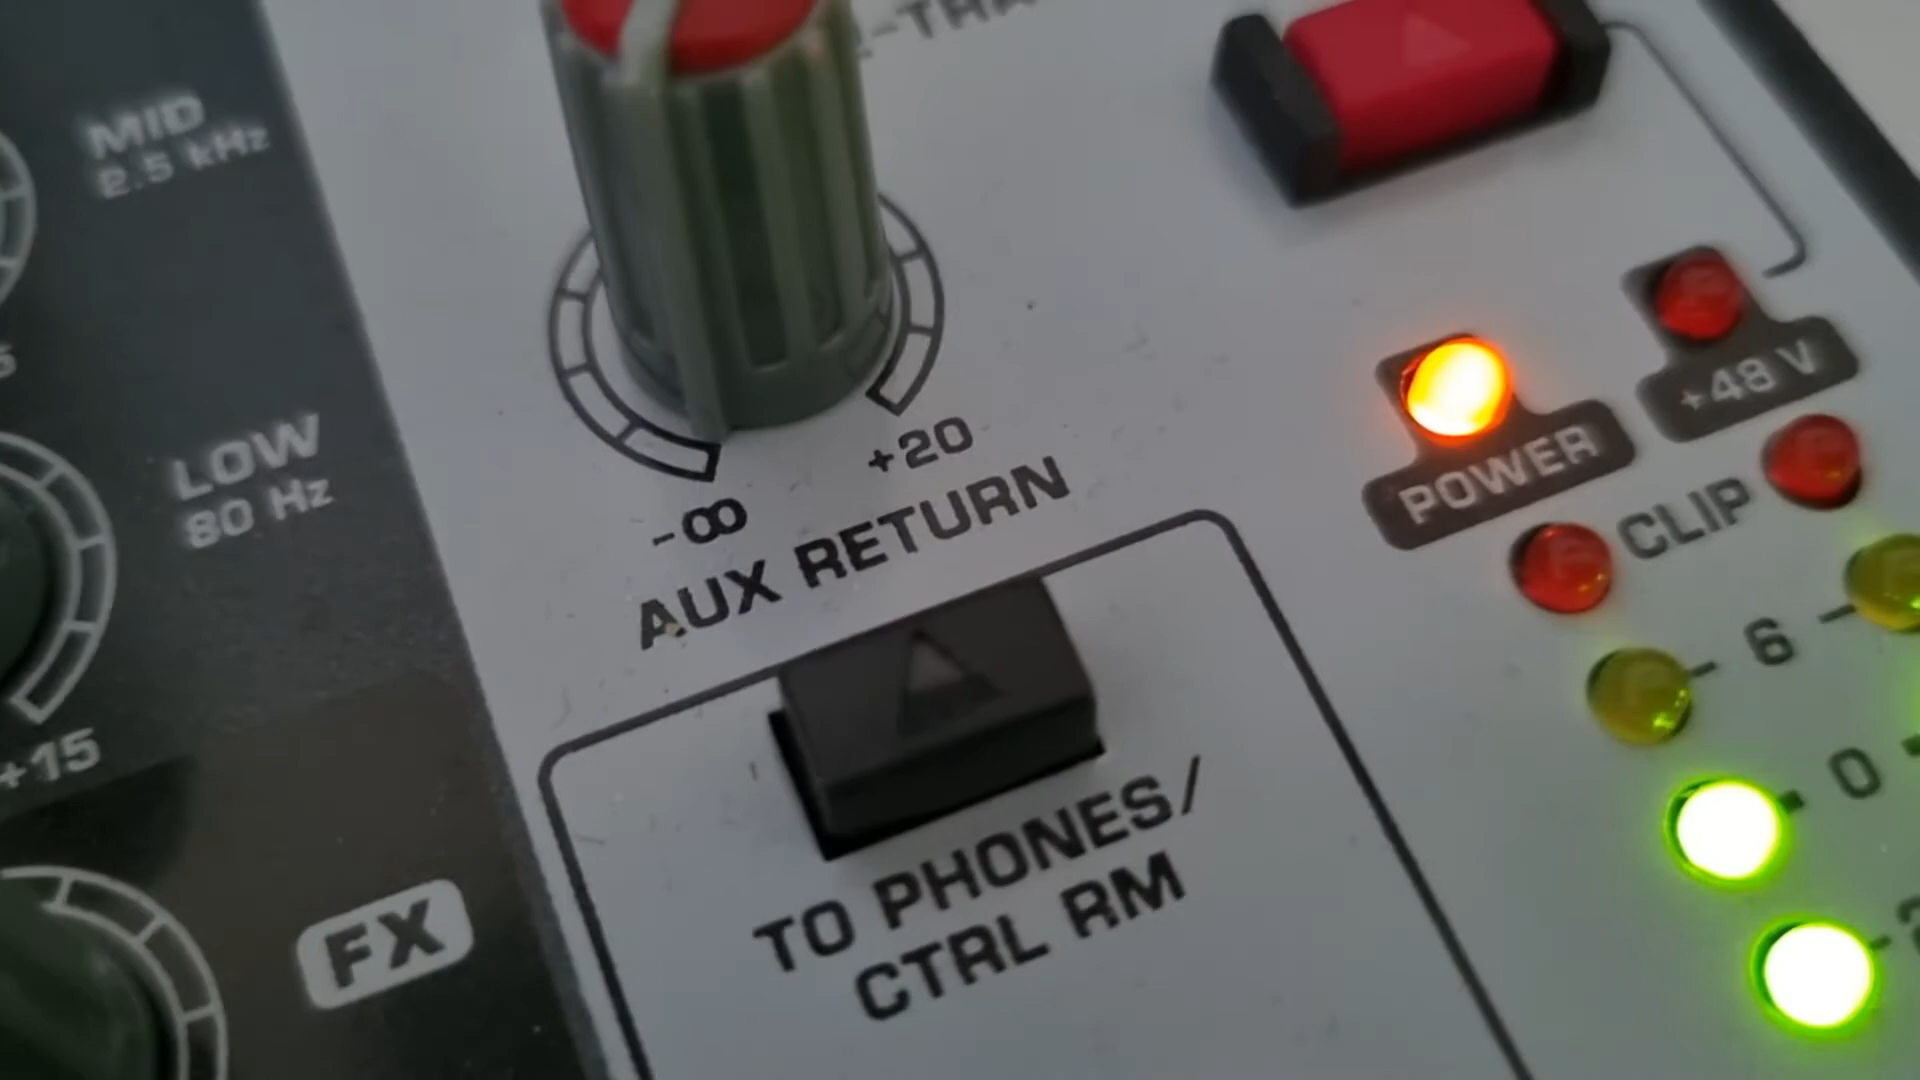 MID
2.5 kHz
LOW
80 Hz
+15
FX
-∞
+20
AUX RETURN
TO PHONES/
CTRL RM
+48 V
POWER
CLIP
6
0